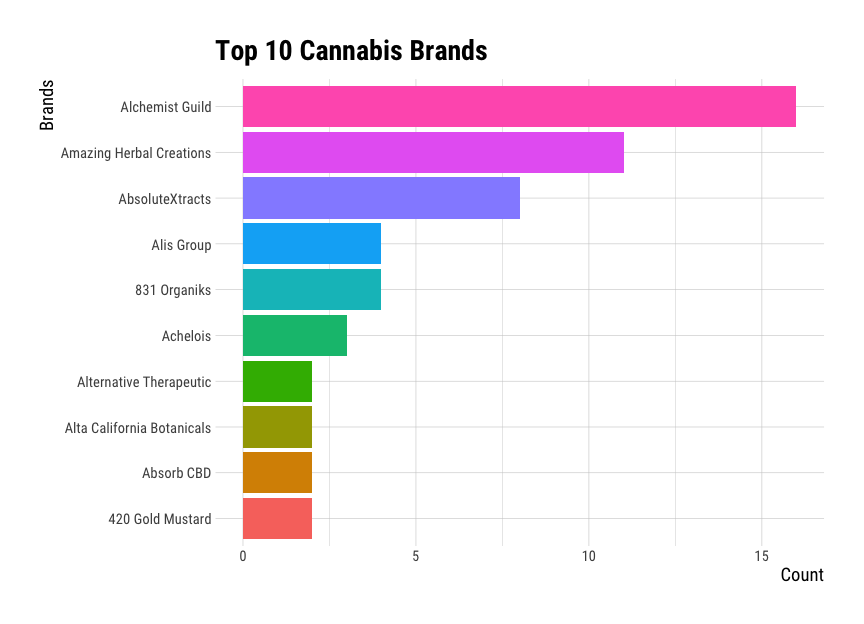 Top 10 Cannabis Brands
Brands
Alchemist Guild
Amazing Herbal Creations
AbsoluteXtracts
Alis Group
831 Organiks
Achelois
Alternative Therapeutic
Alta California Botanicals
Absorb CBD
420 Gold Mustard
0 5 10 15
Count